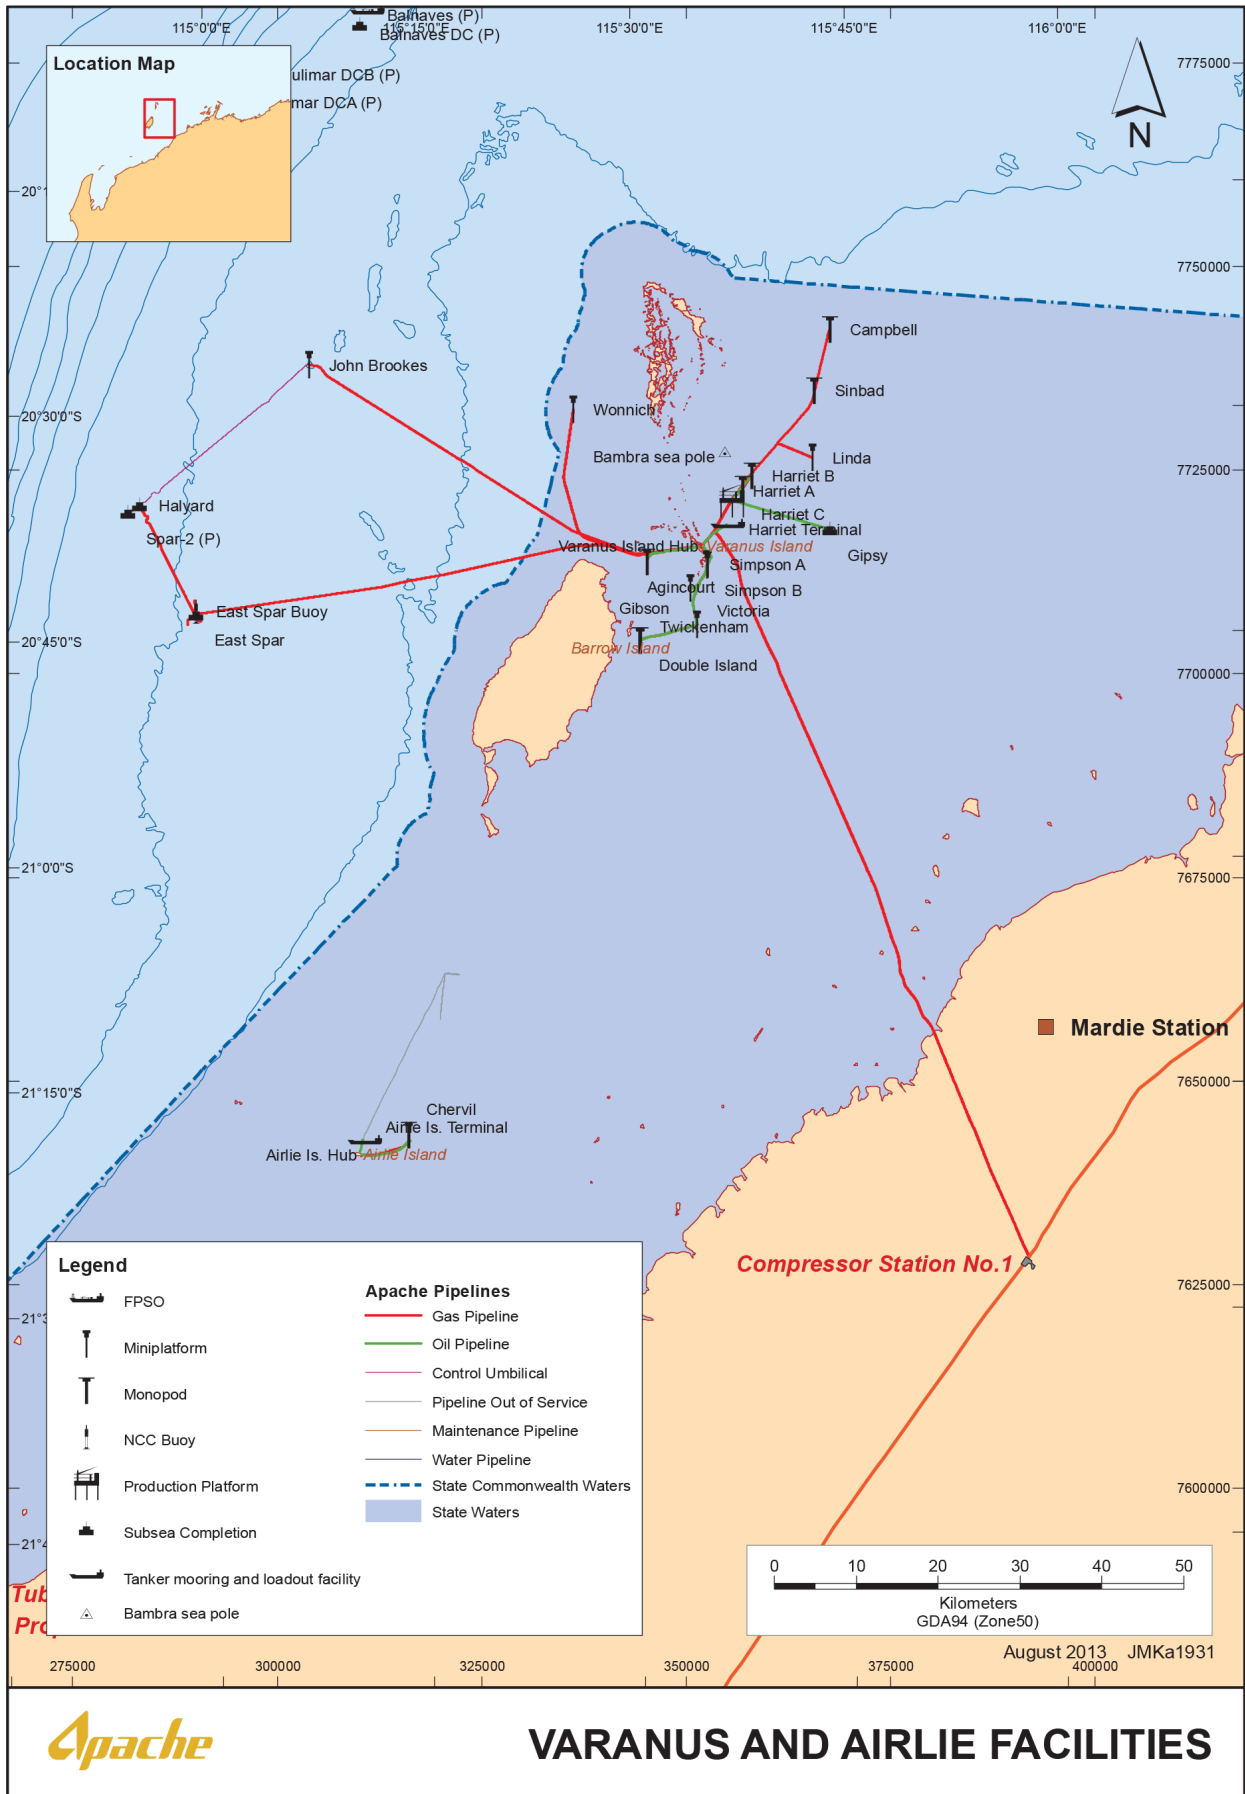 Balnaves (P)
115°0'0"E
115°15'0"E
115°30'0"E
115°45'0"E
116°0'0"E
Balnaves DC (P)
Location Map
7775000
ulimar DCB (P)
mar DCA (P)
N
20°1
7750000
Campbell
John Brookes
Sinbad
20°30'0"S
Wonnich
Bambra sea pole
Linda
7725000
Harriet B
Harriet A
Halyard
Harriet C
Harriet Terminal
Spar-2 (P)
Varanus Island Hub
Varanus Island
Gipsy
Simpson A
Agincourt
Simpson B
East Spar Buoy
Gibson
Victoria
Twickenham
20°45'0"S
East Spar
Barrow Island
Double Island
7700000
21°0'0"S
7675000
Mardie Station
21°15'0"S
7650000
Chervil
Airlie Is. Terminal
Airlie Is. Hub
Airlie Island
Compressor Station No.1
7625000
21°3
7600000
21°4
Tub
Pro
Legend
FPSO
Miniplatform
Monopod
NCC Buoy
Production Platform
Subsea Completion
Tanker mooring and loadout facility
Bambra sea pole
Apache Pipelines
Gas Pipeline
Oil Pipeline
Control Umbilical
Pipeline Out of Service
Maintenance Pipeline
Water Pipeline
State Commonwealth Waters
State Waters
0 10 20 30 40 50
Kilometers
GDA94 (Zone50)
August 2013 JMKa1931
275000 300000 325000 350000 375000 400000
Apache
VARANUS AND AIRLIE FACILITIES